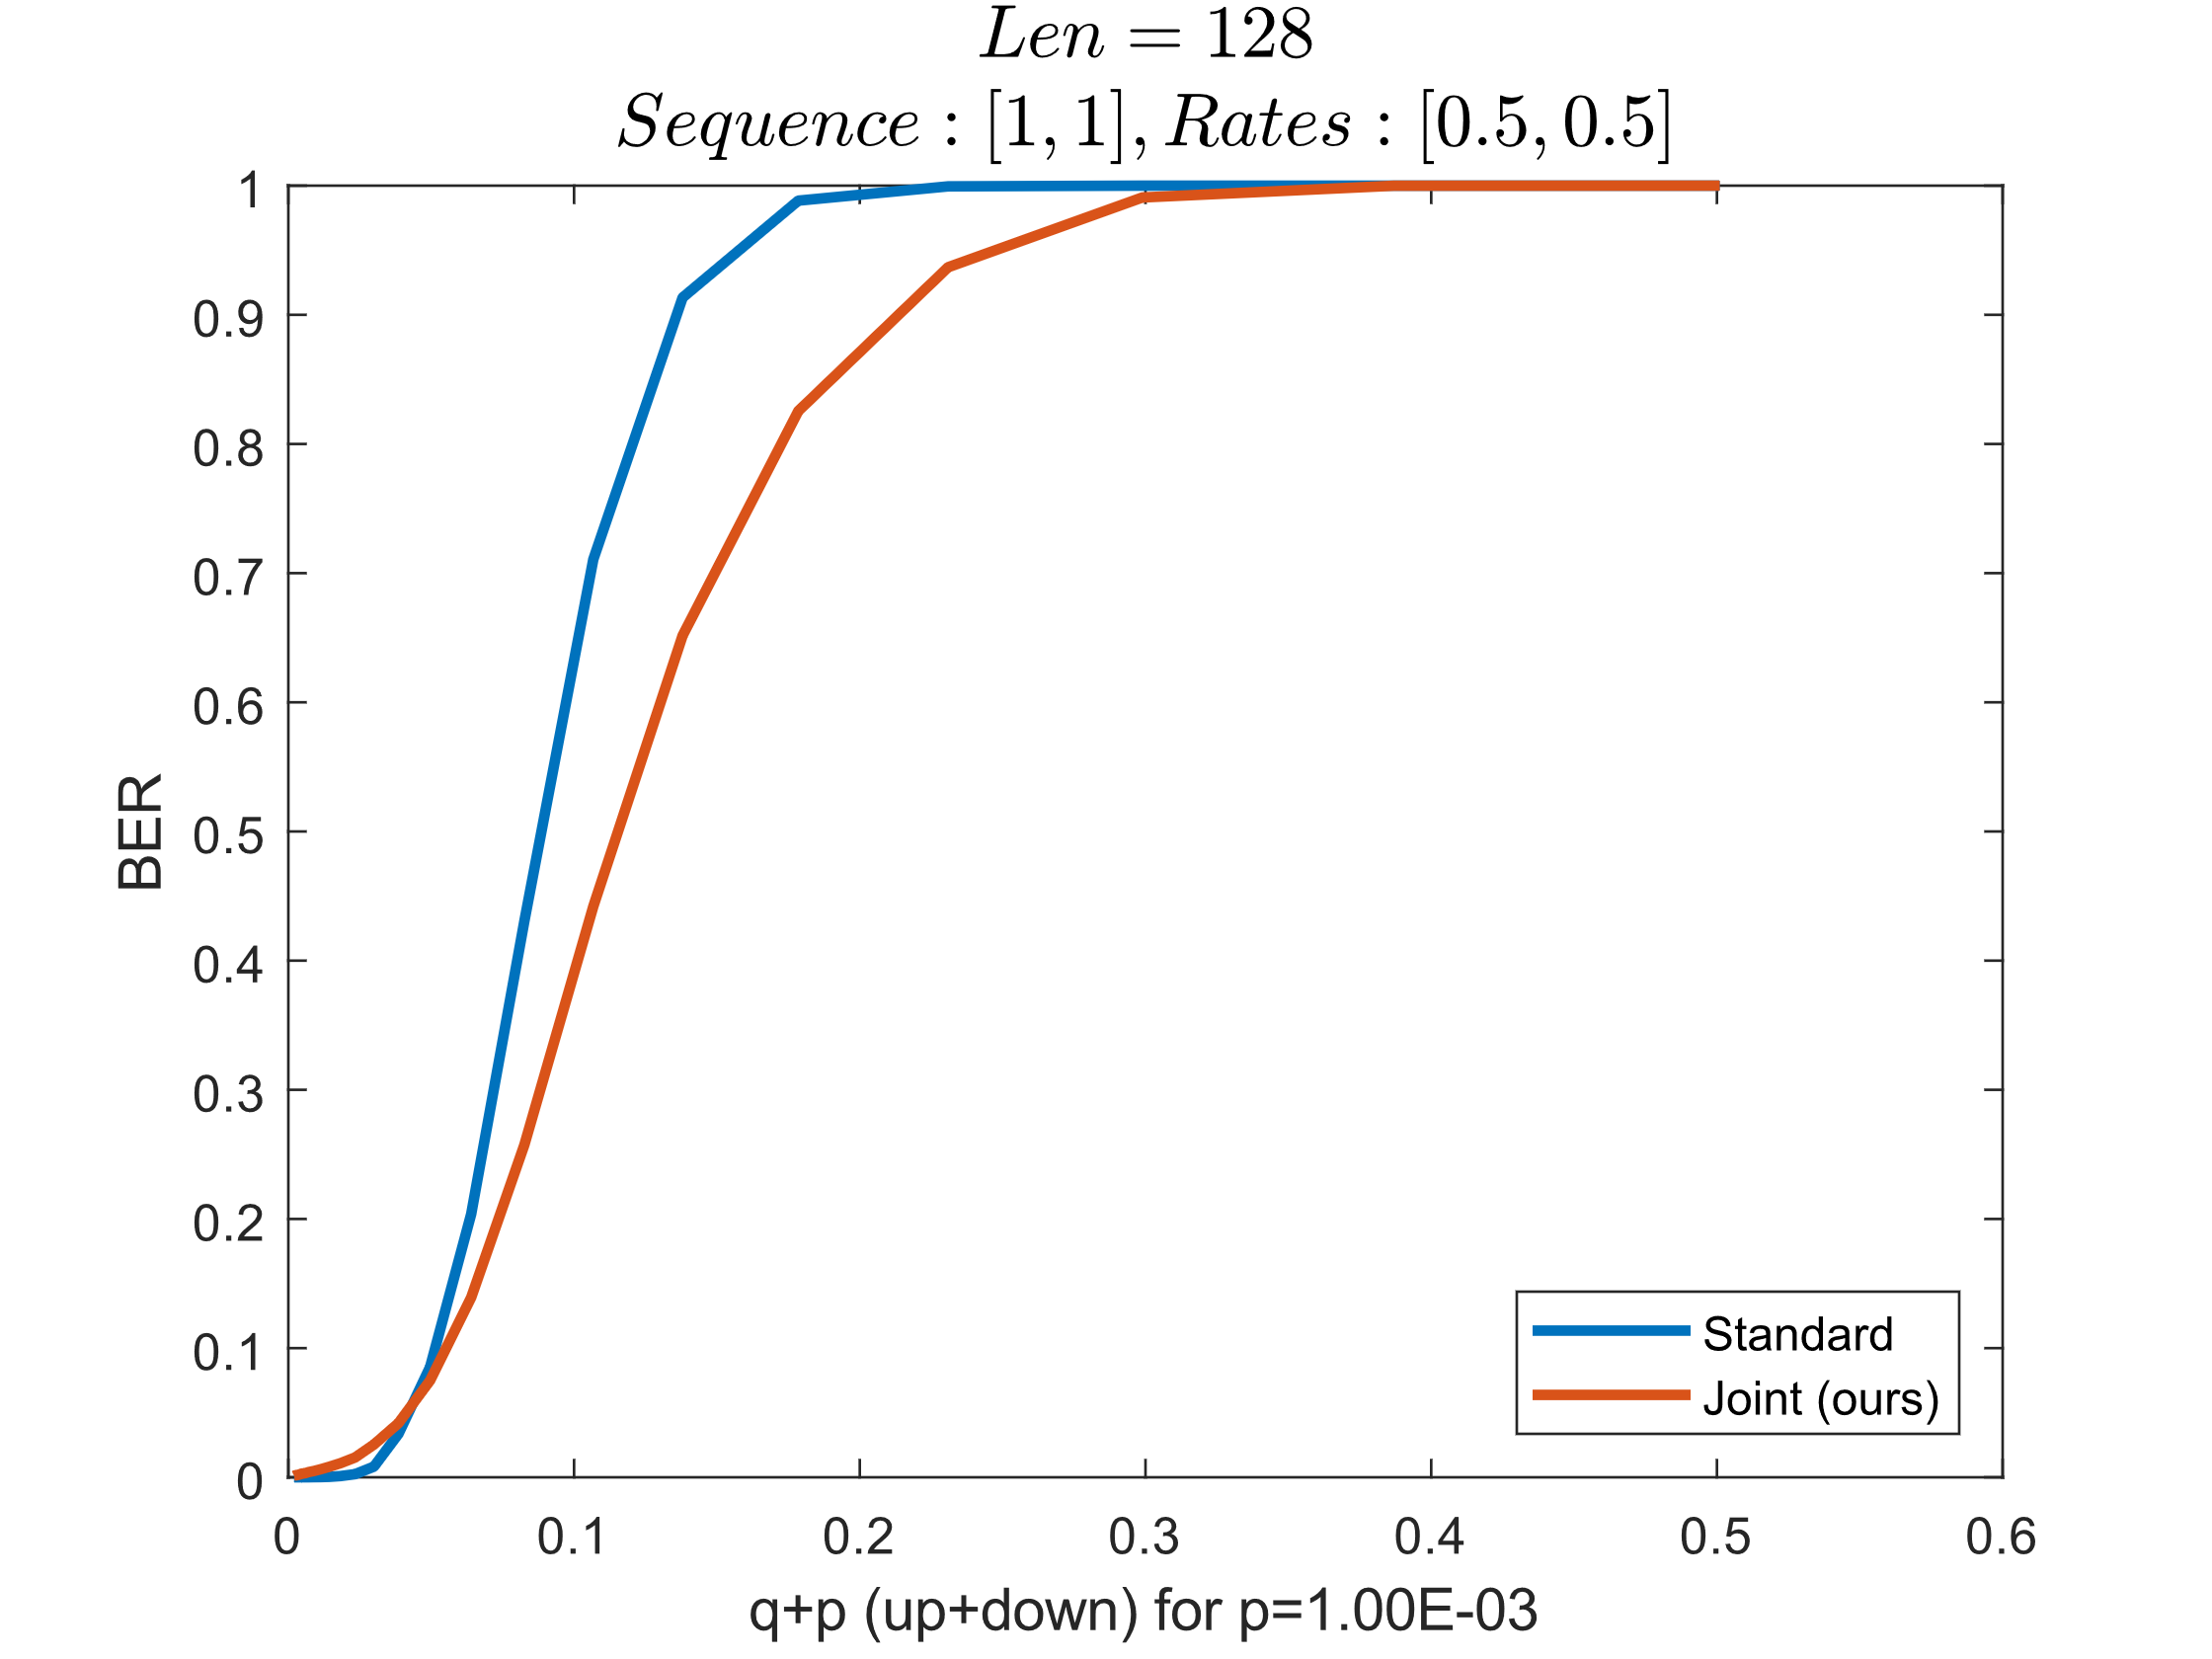 Len = 128
Sequence : [1, 1], Rates : [0.5, 0.5]
1
0.9
0.8
0.7
0.6
0.5
0.4
0.3
0.2
0.1
0
BER
Standard
Joint (ours)
0 0.1 0.2 0.3 0.4 0.5 0.6
q+p (up+down) for p=1.00E-03